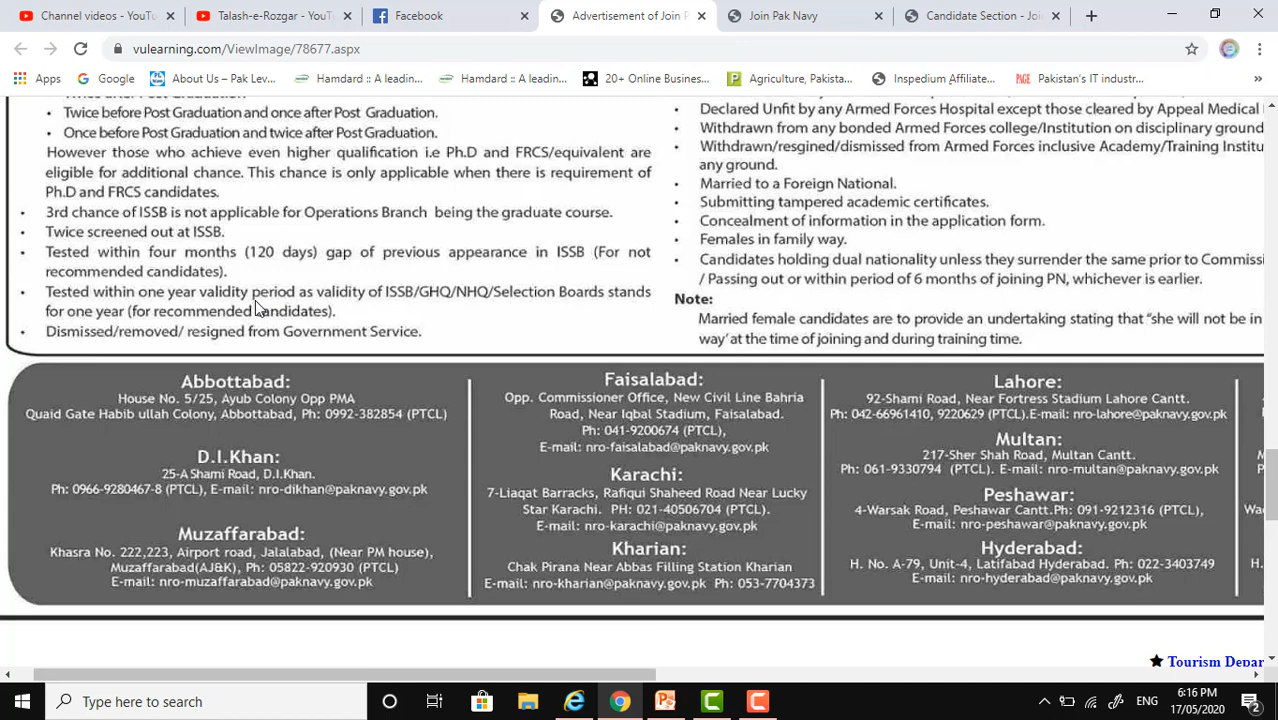 Channel videos - YouTu
Talash-e-Rozgar - YouTu
Facebook
Advertisement of Join P
Join Pak Navy
Candidate Section - Joi
vulearning.com/ViewImage/78677.aspx
Apps
Google
About Us – Pak Lev...
Hamdard :: A leadin...
Hamdard :: A leadin...
20+ Online Business...
Agriculture, Pakista...
Inspedium Affiliate...
Pakistan's IT industr...
»
• Twice before Post Graduation and once after Post Graduation.
• Once before Post Graduation and twice after Post Graduation.
However those who achieve even higher qualification i.e Ph.D and FRCS/equivalent are
eligible for additional chance. This chance is only applicable when there is requirement of
Ph.D and FRCS candidates.
• 3rd chance of ISSB is not applicable for Operations Branch being the graduate course.
• Twice screened out at ISSB.
• Tested within four months (120 days) gap of previous appearance in ISSB (For not
recommended candidates).
• Tested within one year validity period as validity of ISSB/GHQ/NHQ/Selection Boards stands
for one year (for recommended candidates).
• Dismissed/removed/ resigned from Government Service.
• Declared Unfit by any Armed Forces Hospital except those cleared by Appeal Medical
• Withdrawn from any bonded Armed Forces college/Institution on disciplinary ground
• Withdrawn/resgined/dismissed from Armed Forces inclusive Academy/Training Institu
any ground.
• Married to a Foreign National.
• Submitting tampered academic certificates.
• Concealment of information in the application form.
• Females in family way.
• Candidates holding dual nationality unless they surrender the same prior to Commissi
/ Passing out or within period of 6 months of joining PN, whichever is earlier.
Note:
Married female candidates are to provide an undertaking stating that “she will not be in
way’ at the time of joining and during training time.
Abbottabad:
House No. 5/25, Ayub Colony Opp PMA
Quaid Gate Habib ullah Colony, Abbottabad, Ph: 0992-382854 (PTCL)
D.I.Khan:
25-A Shami Road, D.I.Khan.
Ph: 0966-9280467-8 (PTCL), E-mail: nro-dikhan@paknavy.gov.pk
Muzaffarabad:
Khasra No. 222,223, Airport road, Jalalabad, (Near PM house),
Muzaffarabad(AJ&K), Ph: 05822-920930 (PTCL)
E-mail: nro-muzaffarabad@paknavy.gov.pk
Faisalabad:
Opp. Commissioner Office, New Civil Line Bahria
Road, Near Iqbal Stadium, Faisalabad.
Ph: 041-9200674 (PTCL),
E-mail: nro-faisalabad@paknavy.gov.pk
Karachi:
7-Liaqat Barracks, Rafiqui Shaheed Road Near Lucky
Star Karachi. PH: 021-40506704 (PTCL).
E-mail: nro-karachi@paknavy.gov.pk
Kharian:
Chak Pirana Near Abbas Filling Station Kharian
E-mail: nro-kharian@paknavy.gov.pk Ph: 053-7704373
Lahore:
92-Shami Road, Near Fortress Stadium Lahore Cantt.
Ph: 042-66961410, 9220629 (PTCL).E-mail: nro-lahore@paknavy.gov.pk
Multan:
217-Sher Shah Road, Multan Cantt.
Ph: 061-9330794 (PTCL). E-mail: nro-multan@paknavy.gov.pk
Peshawar:
4-Warsak Road, Peshawar Cantt.Ph: 091-9212316 (PTCL),
E-mail: nro-peshawar@paknavy.gov.pk
Hyderabad:
H. No. A-79, Unit-4, Latifabad Hyderabad. Ph: 022-3403749
E-mail: nro-hyderabad@paknavy.gov.pk
★ Tourism Depar
Type here to search
ENG
6:16 PM
17/05/2020
2